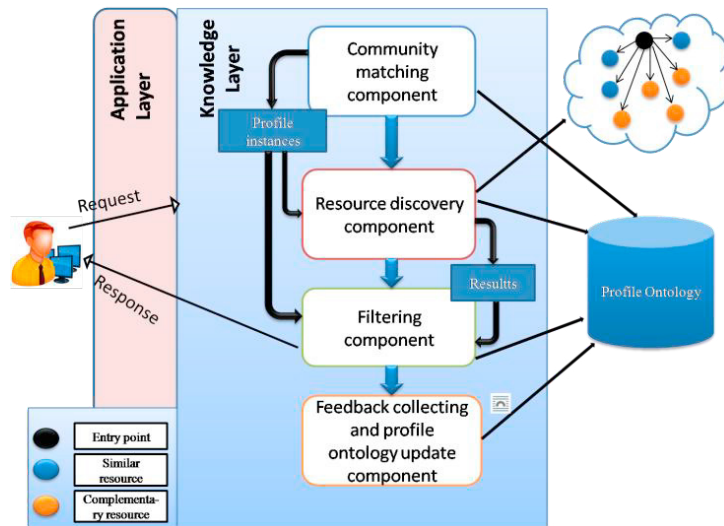 Application
Layer
Knowledge
Layer
Community
matching
component
Profile
instances
Request
Resource discovery
component
Response
Resultts
Profile Ontology
Filtering
component
Feedback collecting
and profile
ontology update
component
Entry point
Similar
resource
Complementa-
ry resource